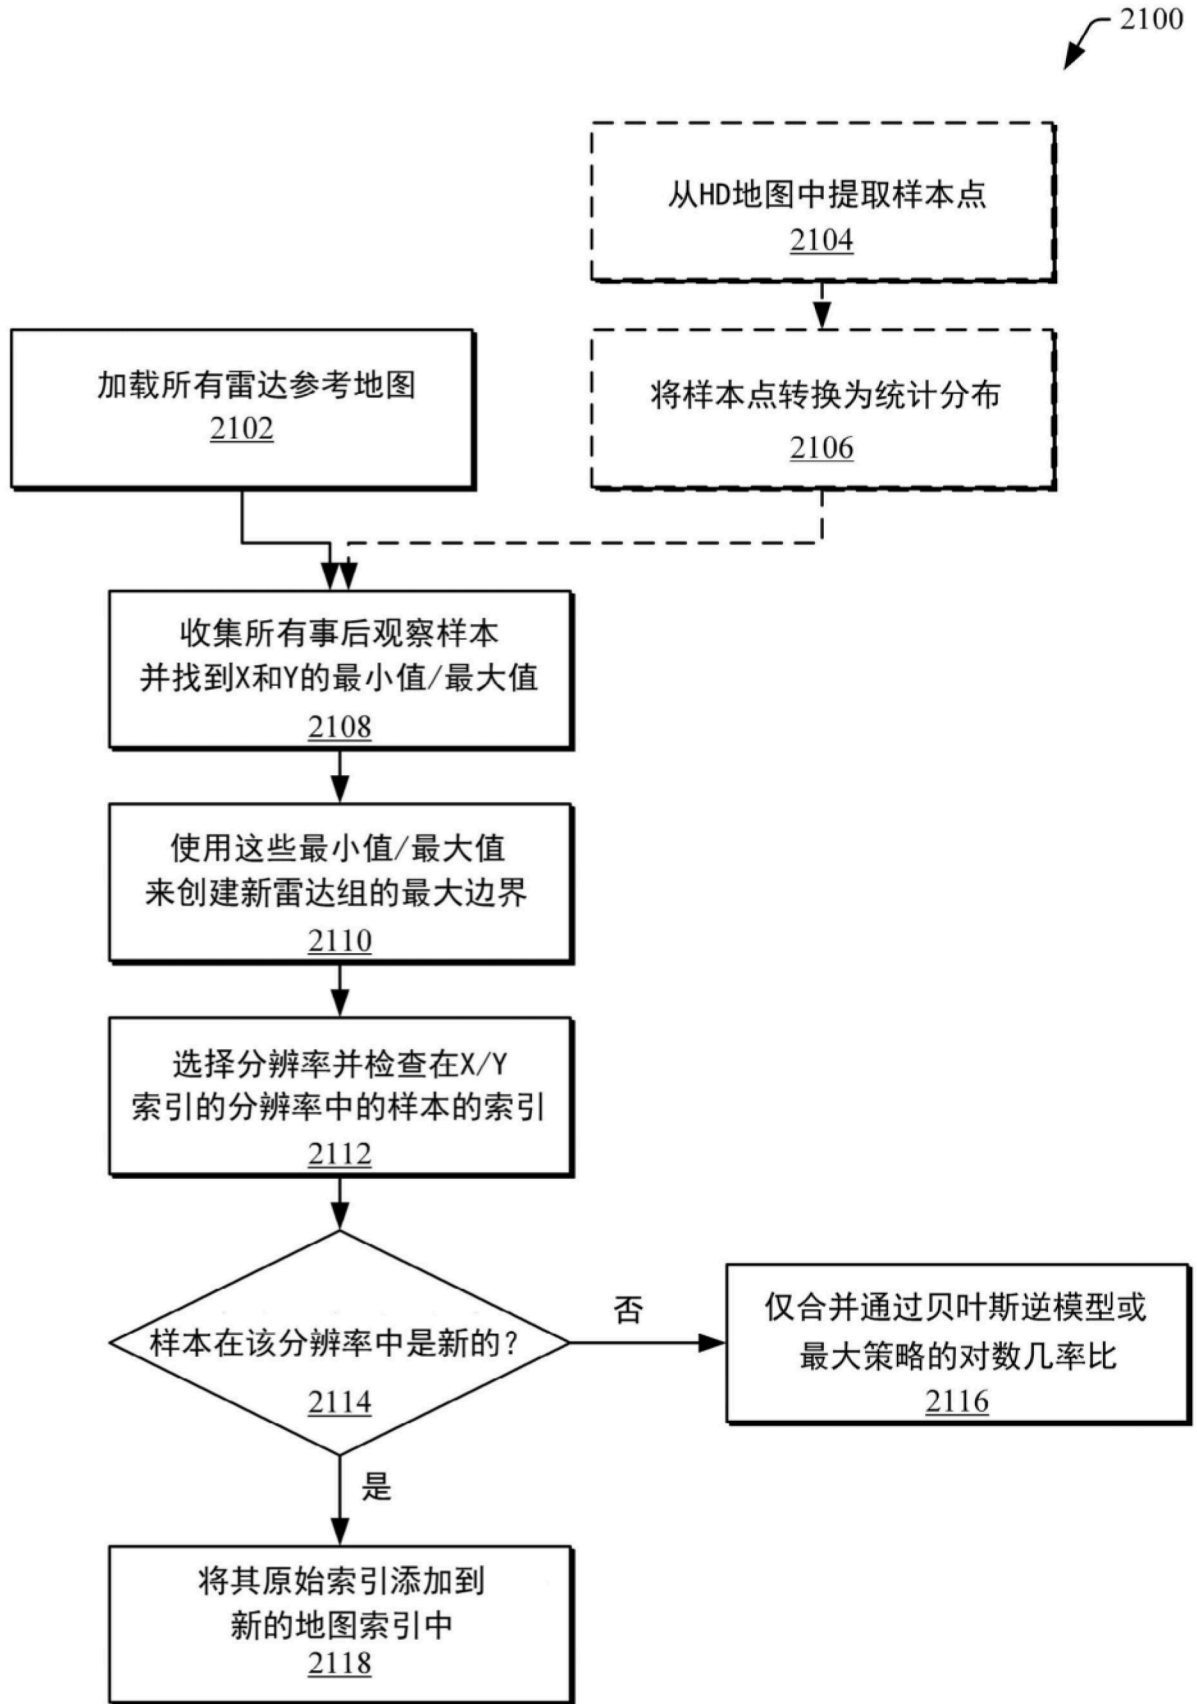 2100
从HD地图中提取样本点
2104
加载所有雷达参考地图
2102
将样本点转换为统计分布
2106
收集所有事后观察样本
并找到X和Y的最小值/最大值
2108
使用这些最小值/最大值
来创建新雷达组的最大边界
2110
选择分辨率并检查在X/Y
索引的分辨率中的样本的索引
2112
样本在该分辨率中是新的?
2114
否
仅合并通过贝叶斯逆模型或
最大策略的对数几率比
2116
是
将其原始索引添加到
新的地图索引中
2118